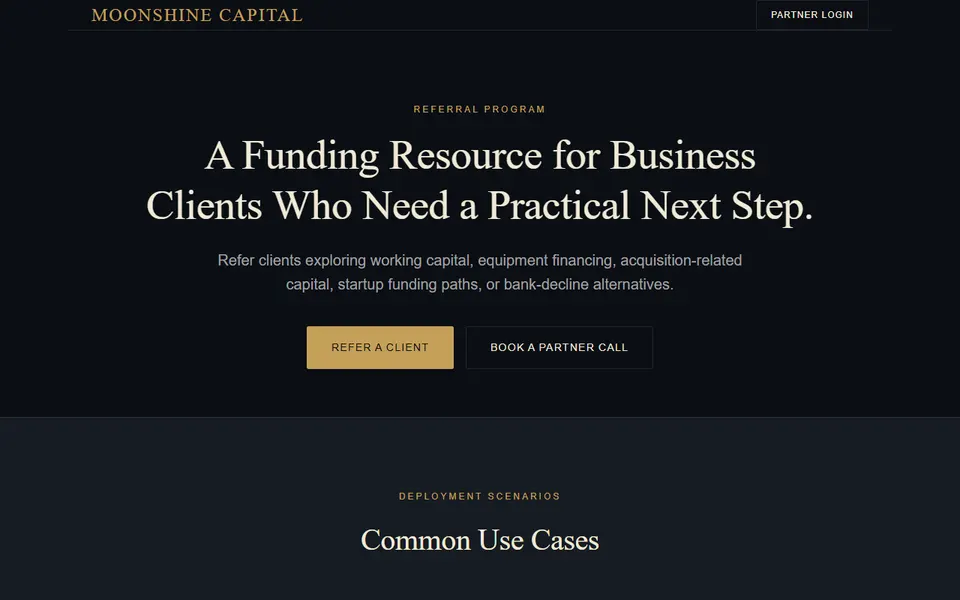 MOONSHINE CAPITAL
PARTNER LOGIN
REFERRAL PROGRAM
A Funding Resource for Business
Clients Who Need a Practical Next Step.
Refer clients exploring working capital, equipment financing, acquisition-related
capital, startup funding paths, or bank-decline alternatives.
REFER A CLIENT
BOOK A PARTNER CALL
DEPLOYMENT SCENARIOS
Common Use Cases